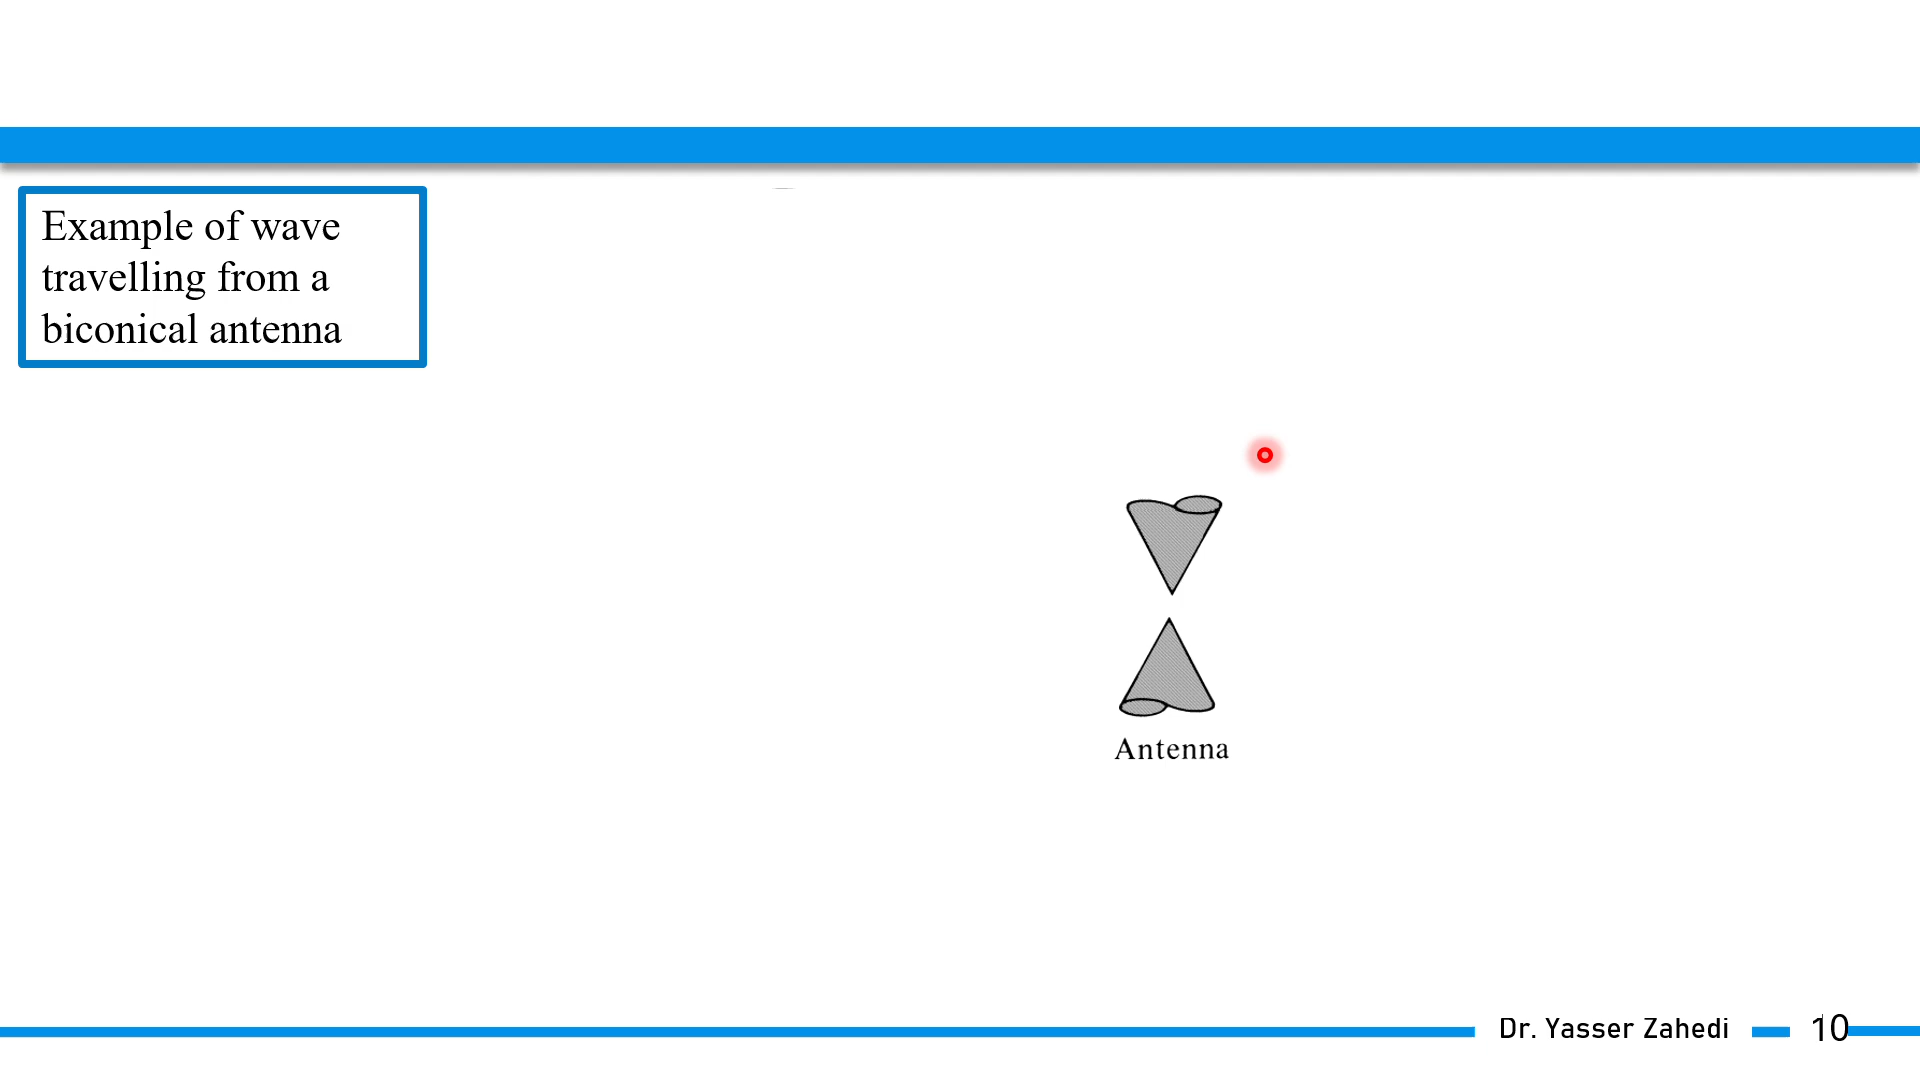 Example of wave
travelling from a
biconical antenna
Antenna
Dr. Yasser Zahedi
10